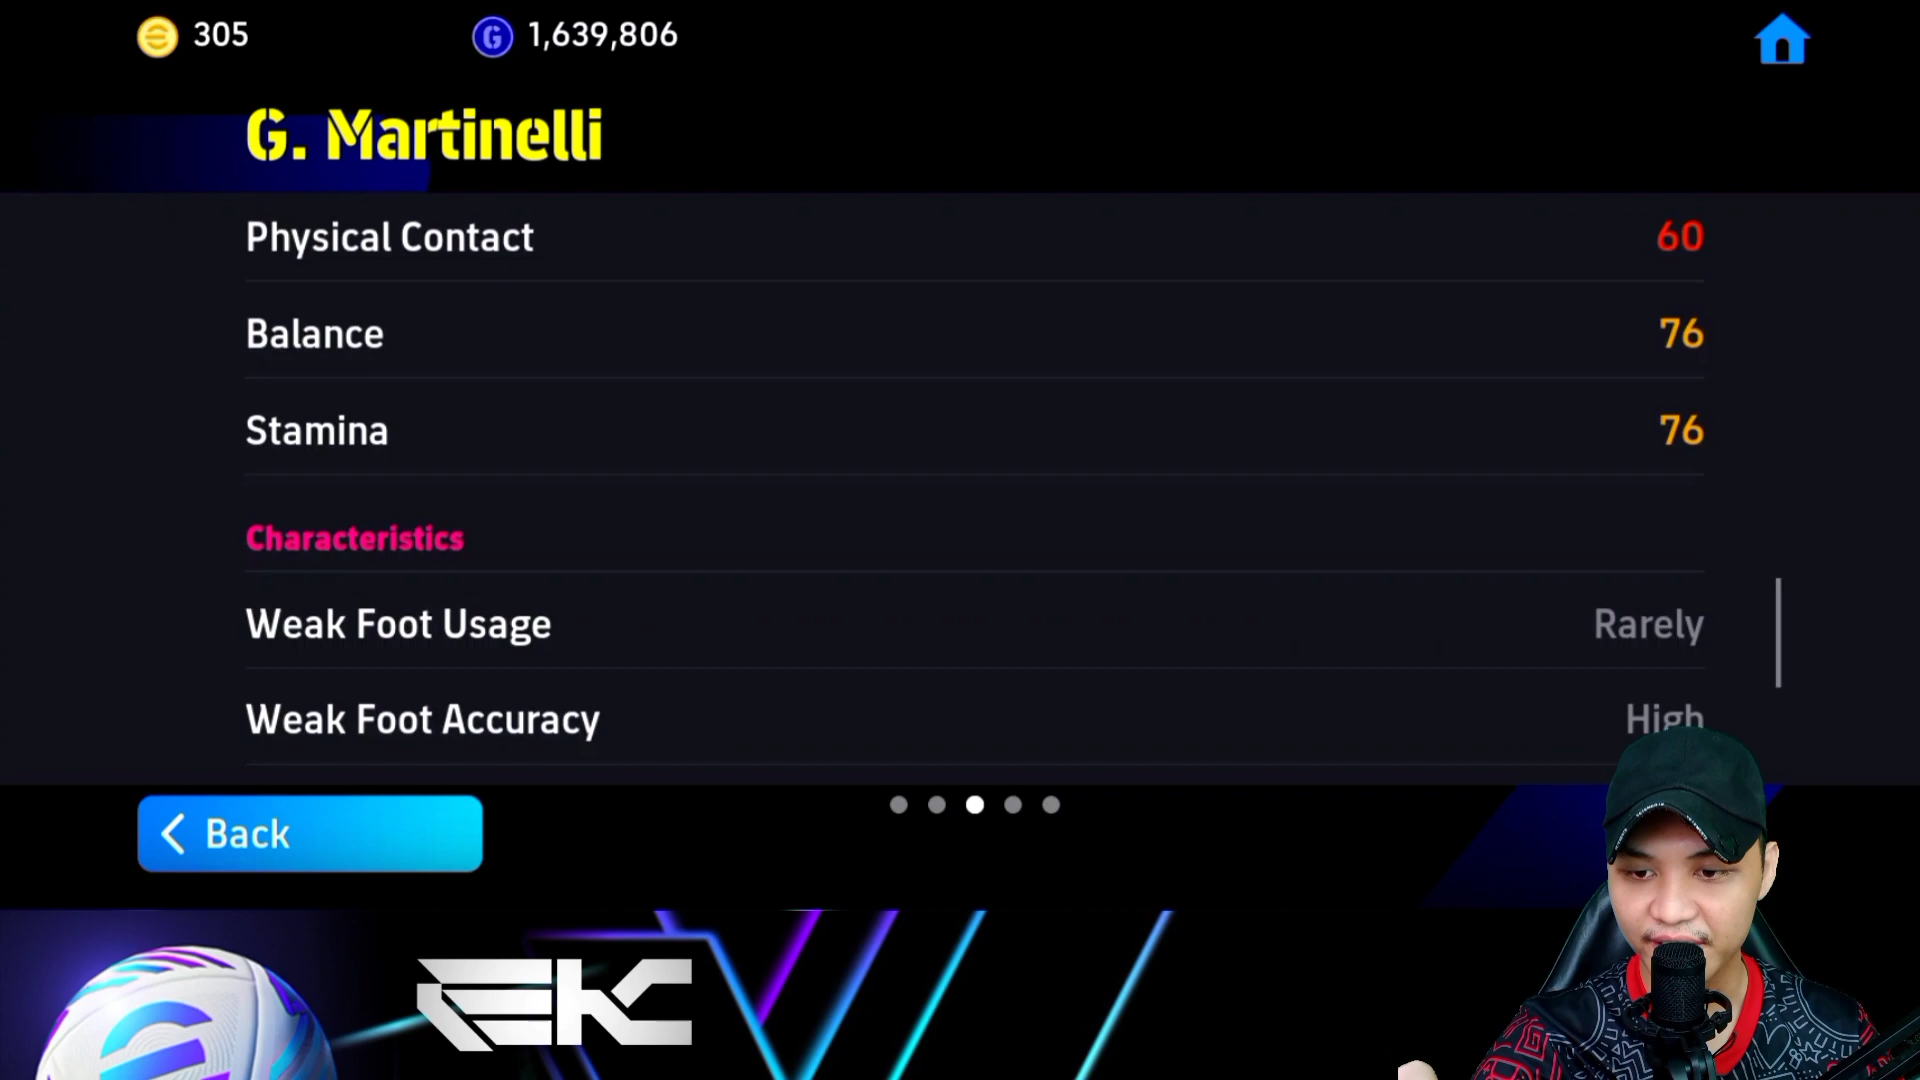 305
1,639,806
G. Martinelli
Physical Contact 60
Balance 76
Stamina 76
Characteristics
Weak Foot Usage Rarely
Weak Foot Accuracy High
Back
EKC